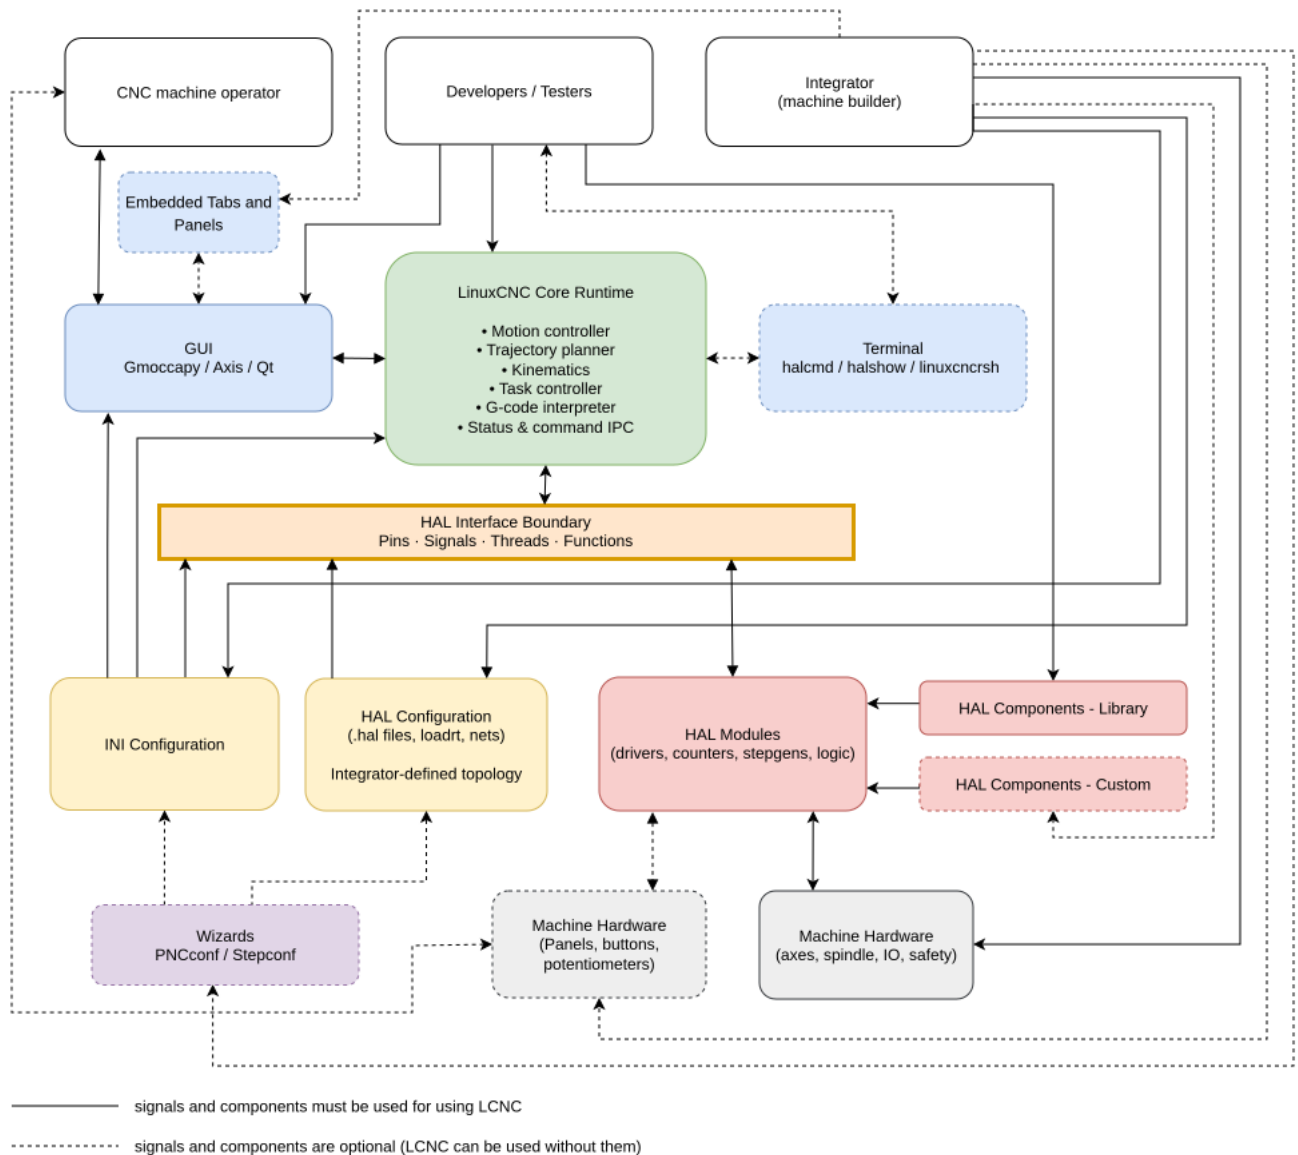 CNC machine operator
Developers / Testers
Integrator
(machine builder)
Embedded Tabs and
Panels
LinuxCNC Core Runtime
• Motion controller
• Trajectory planner
• Kinematics
• Task controller
• G-code interpreter
• Status & command IPC
GUI
Gmoccapy / Axis / Qt
Terminal
halcmd / halshow / linuxcncrsh
HAL Interface Boundary
Pins · Signals · Threads · Functions
INI Configuration
HAL Configuration
(.hal files, loadrt, nets)
Integrator-defined topology
HAL Modules
(drivers, counters, stepgens, logic)
HAL Components - Library
HAL Components - Custom
Wizards
PNCconf / Stepconf
Machine Hardware
(Panels, buttons,
potentiometers)
Machine Hardware
(axes, spindle, IO, safety)
signals and components must be used for using LCNC
signals and components are optional (LCNC can be used without them)